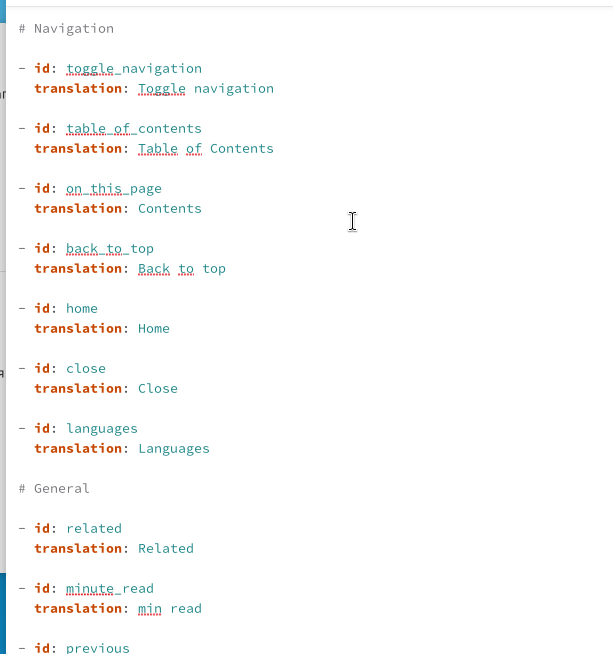 # Navigation
- id: toggle_navigation
translation: Toggle navigation
- id: table_of_contents
translation: Table of Contents
- id: on_this_page
translation: Contents
- id: back_to_top
translation: Back to top
- id: home
translation: Home
- id: close
translation: Close
- id: languages
translation: Languages
# General
- id: related
translation: Related
- id: minute_read
translation: min read
- id: previous